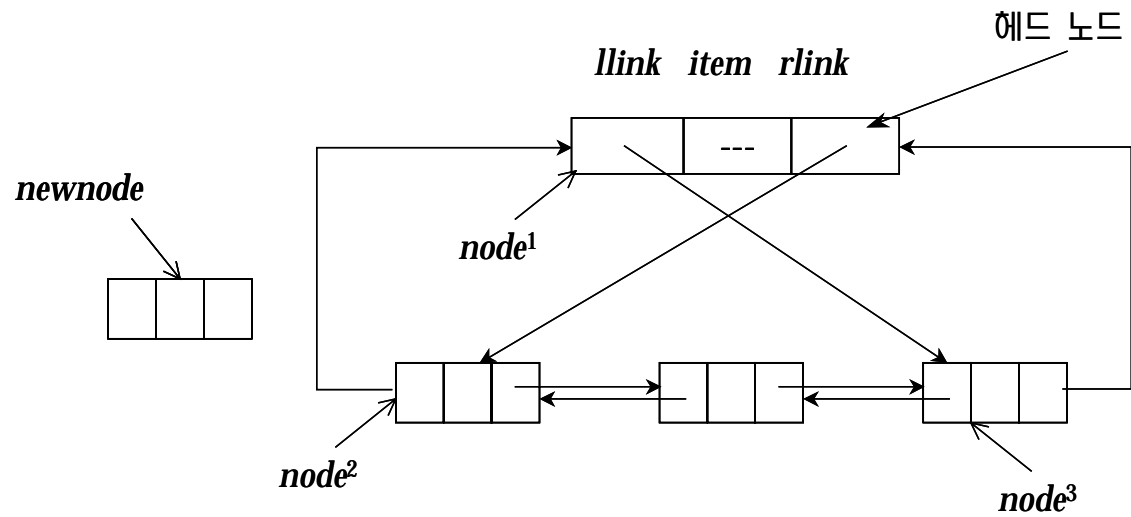 헤드 노드
llink item rlink
---
newnode
node1
node2
node3